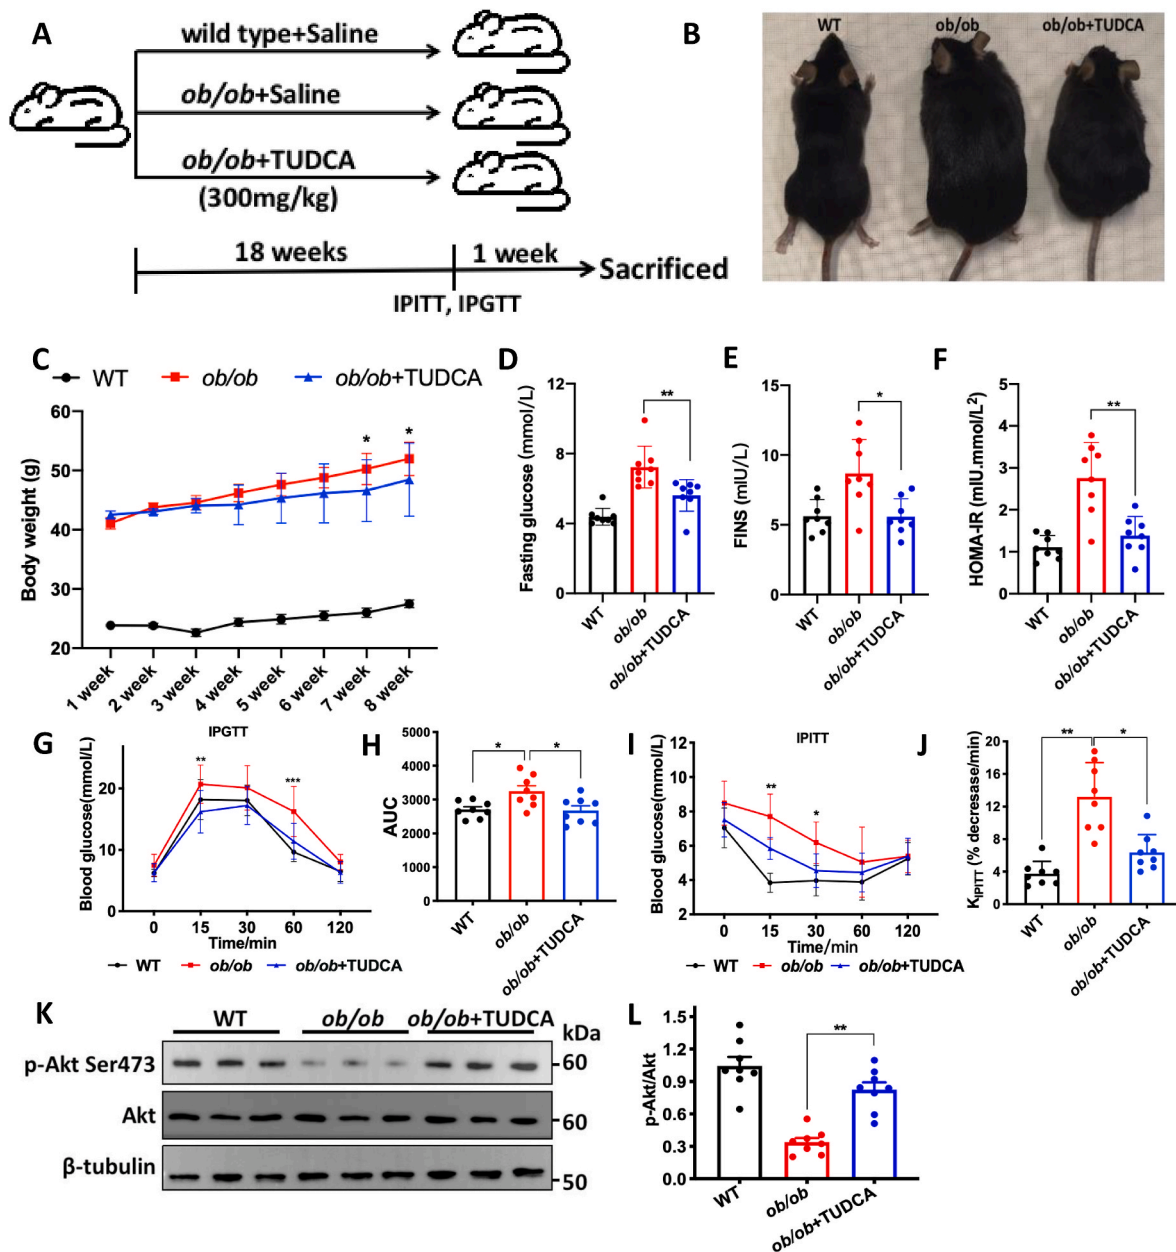 A
wild type+Saline
ob/ob+Saline
ob/ob+TUDCA
(300mg/kg)
18 weeks
1 week
Sacrificed
IPITT, IPGTT
B
WT
ob/ob
ob/ob+TUDCA
C
WT
ob/ob
ob/ob+TUDCA
Body weight (g)
60
50
40
30
20
*
*
1 week
2 week
3 week
4 week
5 week
6 week
7 week
8 week
D
Fasting glucose (mmol/L)
12
8
4
0
**
WT
ob/ob
ob/ob+TUDCA
E
FINS (mIU/L)
15
10
5
0
*
WT
ob/ob
ob/ob+TUDCA
F
HOMA-IR (mIU.mmol/L²)
5
4
3
2
1
0
**
WT
ob/ob
ob/ob+TUDCA
G
IPGTT
Blood glucose(mmol/L)
20
10
0
**
***
0
15
30
60
120
Time/min
WT
ob/ob
ob/ob+TUDCA
H
AUC
5000
4000
3000
2000
1000
0
*
*
WT
ob/ob
ob/ob+TUDCA
I
IPITT
Blood glucose(mmol/L)
12
10
8
6
4
2
**
*
0
15
30
60
120
Time/min
WT
ob/ob
ob/ob+TUDCA
J
K_IPITT (% decresase/min)
20
16
12
8
4
0
**
*
WT
ob/ob
ob/ob+TUDCA
K
WT
ob/ob
ob/ob+TUDCA
kDa
p-Akt Ser473
60
Akt
60
β-tubulin
50
L
p-Akt/Akt
1.5
1.2
0.9
0.6
0.3
0.0
**
WT
ob/ob
ob/ob+TUDCA